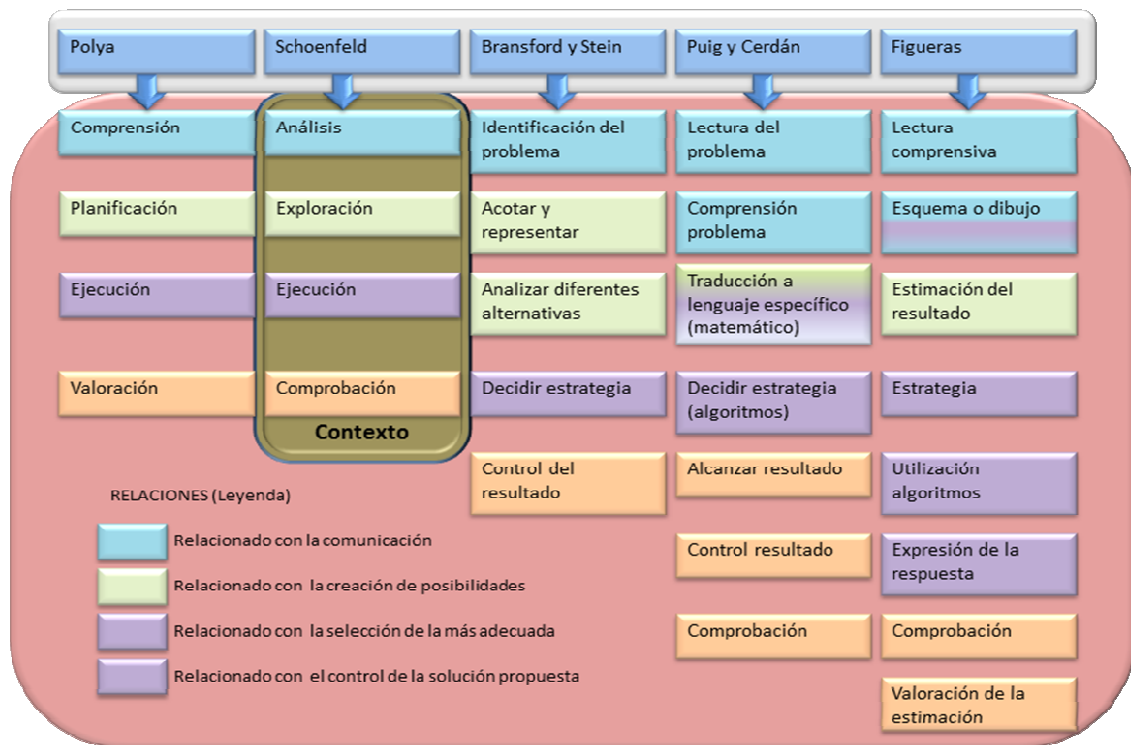 Polya
Schoenfeld
Bransford y Stein
Puig y Cerdán
Figueras
Comprensión
Análisis
Identificación del
problema
Lectura del
problema
Lectura
comprensiva
Planificación
Exploración
Acotar y
representar
Comprensión
problema
Esquema o dibujo
Ejecución
Ejecución
Analizar diferentes
alternativas
Traducción a
lenguaje específico
(matemático)
Estimación del
resultado
Valoración
Comprobación
Decidir estrategia
Decidir estrategia
(algoritmos)
Estrategia
Contexto
Control del
resultado
Alcanzar resultado
Utilización
algoritmos
RELACIONES (Leyenda)
Relacionado con la comunicación
Relacionado con la creación de posibilidades
Relacionado con la selección de la más adecuada
Relacionado con el control de la solución propuesta
Control resultado
Expresión de la
respuesta
Comprobación
Comprobación
Valoración de la
estimación